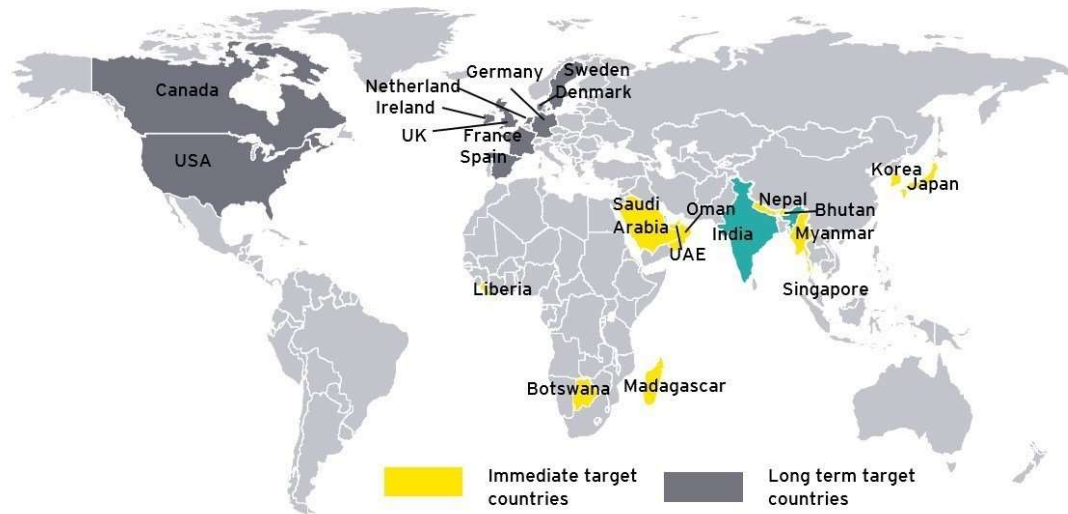 Canada
USA
Netherland
Germany
Sweden
Denmark
Ireland
UK
France
Spain
Korea
Japan
Saudi
Arabia
Oman
UAE
India
Nepal
Bhutan
Myanmar
Singapore
Liberia
Botswana
Madagascar
Immediate target
countries
Long term target
countries